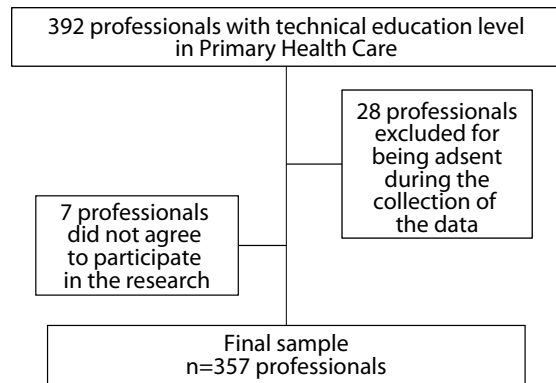 392 professionals with technical education level
in Primary Health Care
28 professionals
excluded for
being adsent
during the
collection of
the data
7 professionals
did not agree
to participate
in the research
Final sample
n=357 professionals